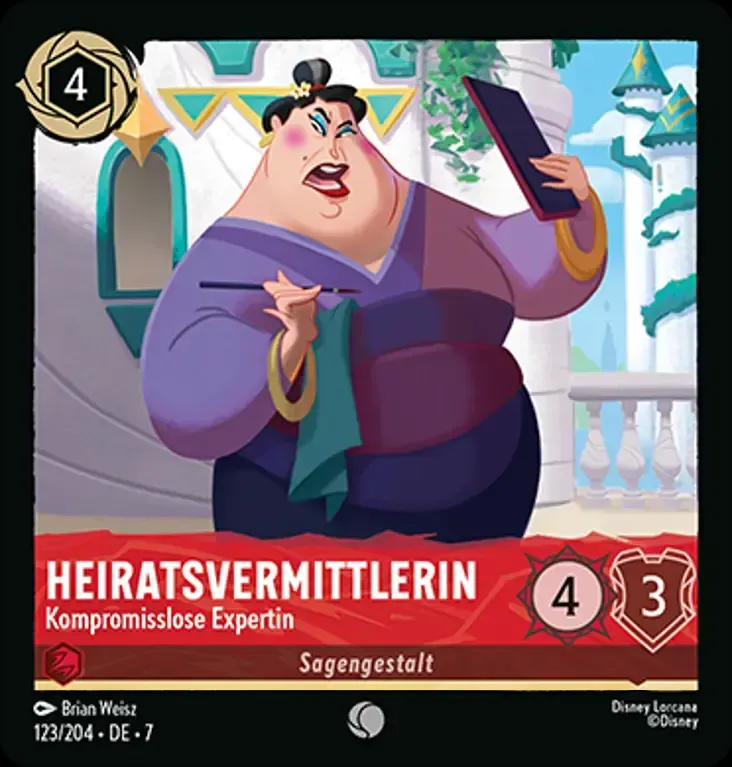 4
HEIRATSVERMITTLERIN
Kompromisslose Expertin
4
3
Sagengestalt
Brian Weisz
123/204 • DE • 7
Disney Lorcana
©Disney